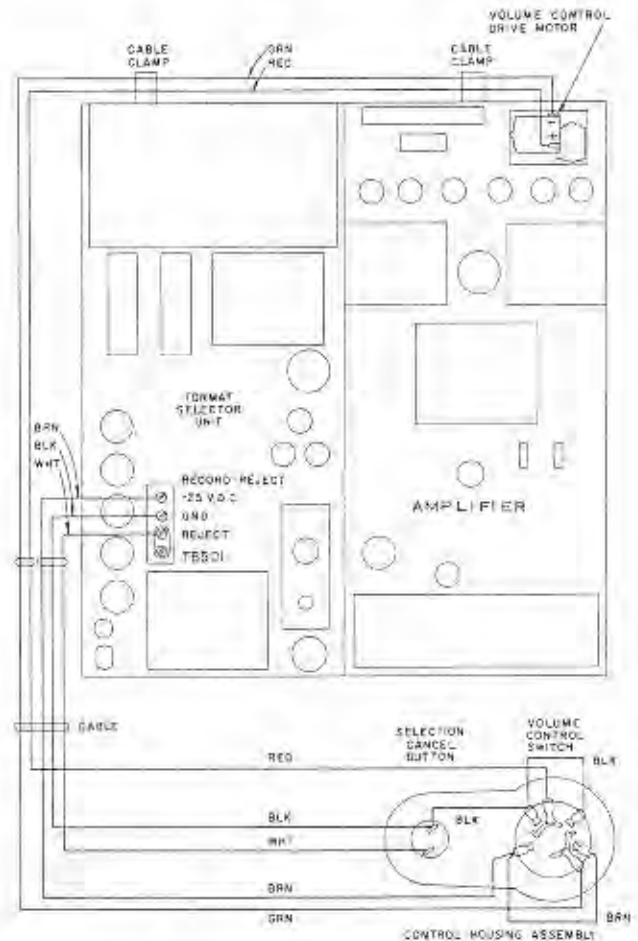 VOLUME CONTROL
DRIVE MOTOR
CABLE
CLAMP
GRN
RED
CABLE
CLAMP
FORMAT
SELECTOR
UNIT
BRN
BLK
WHT
RECORD REJECT
-25 V.D.C.
GND
REJECT
TB501
AMPLIFIER
CABLE
SELECTION
CANCEL
BUTTON
VOLUME
CONTROL
SWITCH
BLK
RED
BLK
BLK
WHT
BRN
GRN
BRN
CONTROL HOUSING ASSEMBLY